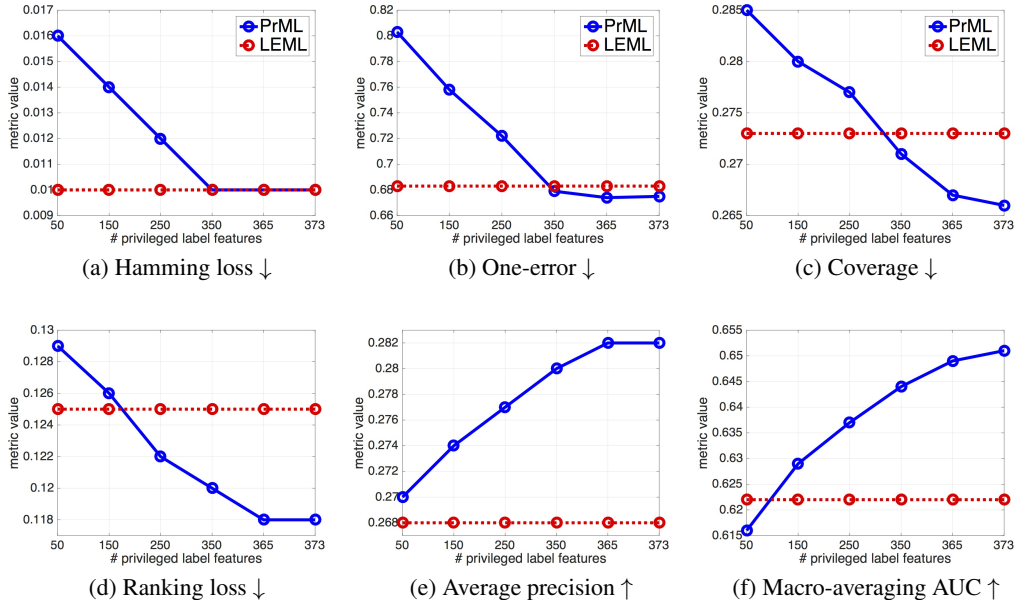 0.017
0.016
0.015
0.014
0.013
0.012
0.011
0.01
0.009
metric value
50 150 250 350 365 373
# privileged label features
PrML
LEML
(a) Hamming loss ↓
0.82
0.8
0.78
0.76
0.74
0.72
0.7
0.68
0.66
metric value
50 150 250 350 365 373
# privileged label features
PrML
LEML
(b) One-error ↓
0.285
0.28
0.275
0.27
0.265
metric value
50 150 250 350 365 373
# privileged label features
PrML
LEML
(c) Coverage ↓
0.13
0.128
0.126
0.124
0.122
0.12
0.118
metric value
50 150 250 350 365 373
# privileged label features
(d) Ranking loss ↓
0.282
0.28
0.278
0.276
0.274
0.272
0.270
0.268
metric value
50 150 250 350 365 373
# privileged label features
(e) Average precision ↑
0.655
0.65
0.645
0.64
0.635
0.63
0.625
0.62
0.615
metric value
50 150 250 350 365 373
# privileged label features
(f) Macro-averaging AUC ↑